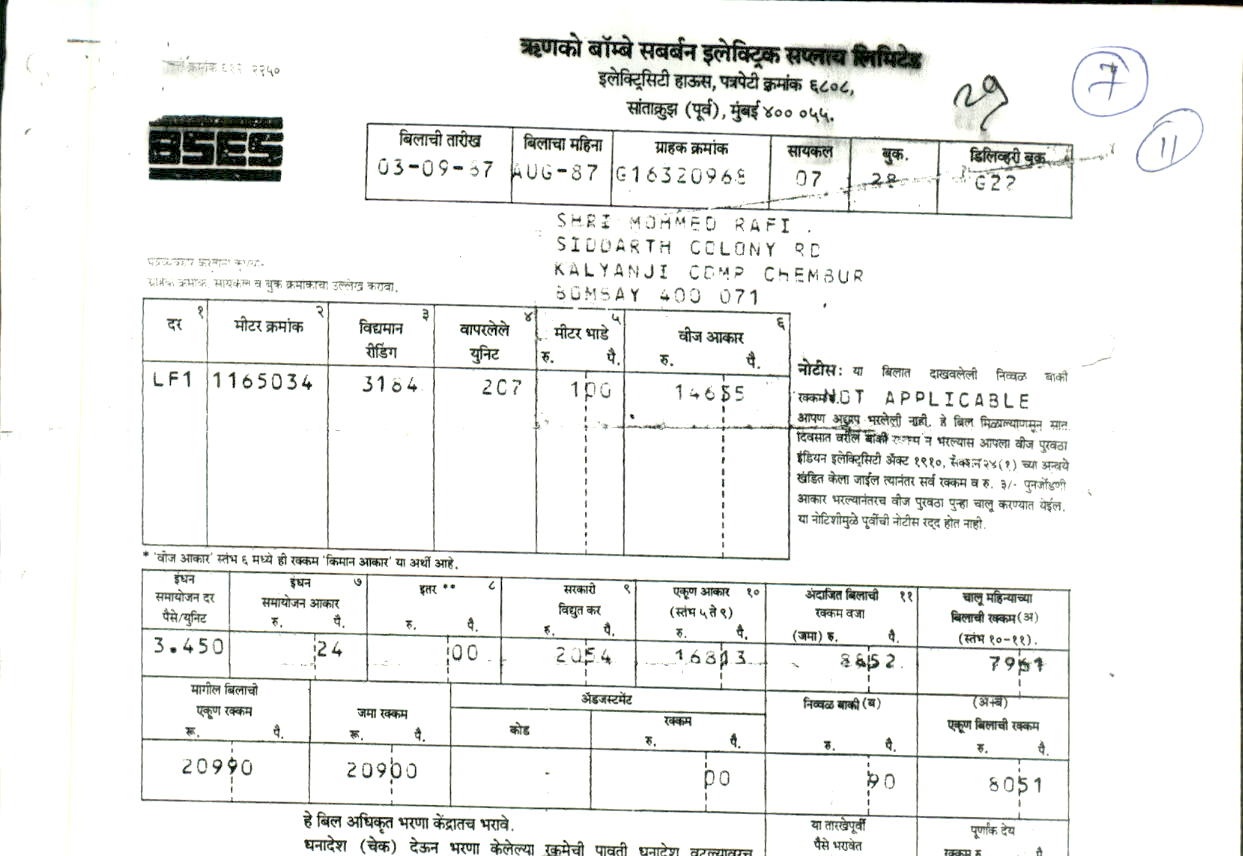 ऋणको बॉम्बे सबर्बन इलेक्ट्रिक सप्लाय लिमिटेड
इलेक्ट्रिसिटी हाऊस, पत्रपेटी क्रमांक ६८०८,
सांताक्रुझ (पूर्व), मुंबई ४०० ०५५.
29
7
11
BSES
बिलाची तारीख बिलाचा महिना ग्राहक क्रमांक सायकल बुक. डिलिव्हरी बुक
03-09-87 AUG-87 G16320968 07 28 G22
SHRI MOHMED RAFI .
SIDDARTH COLONY RD
KALYANJI COMP CHEMBUR
BOMBAY 400 071
ग्राहक क्रमांक, सायकल व बुक क्रमांकाचा उल्लेख करावा.
दर १ मीटर क्रमांक २ विद्यमान रीडिंग ३ वापरलेले युनिट ४ मीटर भाडे ५ रु. पै. वीज आकार ६ रु. पै.
LF1 1165034 3184 207 100 14655
नोटीस: या बिलात दाखवलेली निव्वळ बाकी
रक्कम NOT APPLICABLE
आपण अद्याप भरलेली नाही. हे बिल मिळाल्यापासून सात
दिवसात वरील बाकी रक्कम न भरल्यास आपला वीज पुरवठा
इंडियन इलेक्ट्रिसिटी ॲक्ट १९१०, सेक्शन २४(१) च्या अन्वये
खंडित केला जाईल त्यानंतर सर्व रक्कम व रु. ३/- पुनर्जोडणी
आकार भरल्यानंतरच वीज पुरवठा पुन्हा चालू करण्यात येईल.
या नोटिशीमुळे पूर्वीची नोटीस रद्द होत नाही.
* 'वीज आकार' स्तंभ ६ मध्ये ही रक्कम 'किमान आकार' या अर्थी आहे.
इंधन समायोजन दर पैसे/युनिट इंधन ७ समायोजन आकार रु. पै. इतर ** ८ रु. पै. सरकारी ९ विद्युत कर रु. पै. एकूण आकार १० (स्तंभ ५ ते ९) रु. पै. अंदाजित बिलाची ११ रक्कम वजा (जमा) रु. पै. चालू महिन्याच्या बिलाची रक्कम (अ) (स्तंभ १०-११).
3.450 24 00 2054 16813 8852 7961
मागील बिलाची एकूण रक्कम रू. पै. जमा रक्कम रू. पै. ॲडजस्टमेंट कोड रक्कम रु. पै. निव्वळ बाकी (ब) रु. पै. (अ+ब) एकूण बिलाची रक्कम रु. पै.
20990 20900 - 00 90 8051
हे बिल अधिकृत भरणा केंद्रातच भरावे.
धनादेश (चेक) देऊन भरणा केलेल्या रकमेची पावती धनादेश वटल्यावरच
या तारखेपूर्वी
पैसे भरावेत
पूर्णांक देय
रक्कम रु. पै.